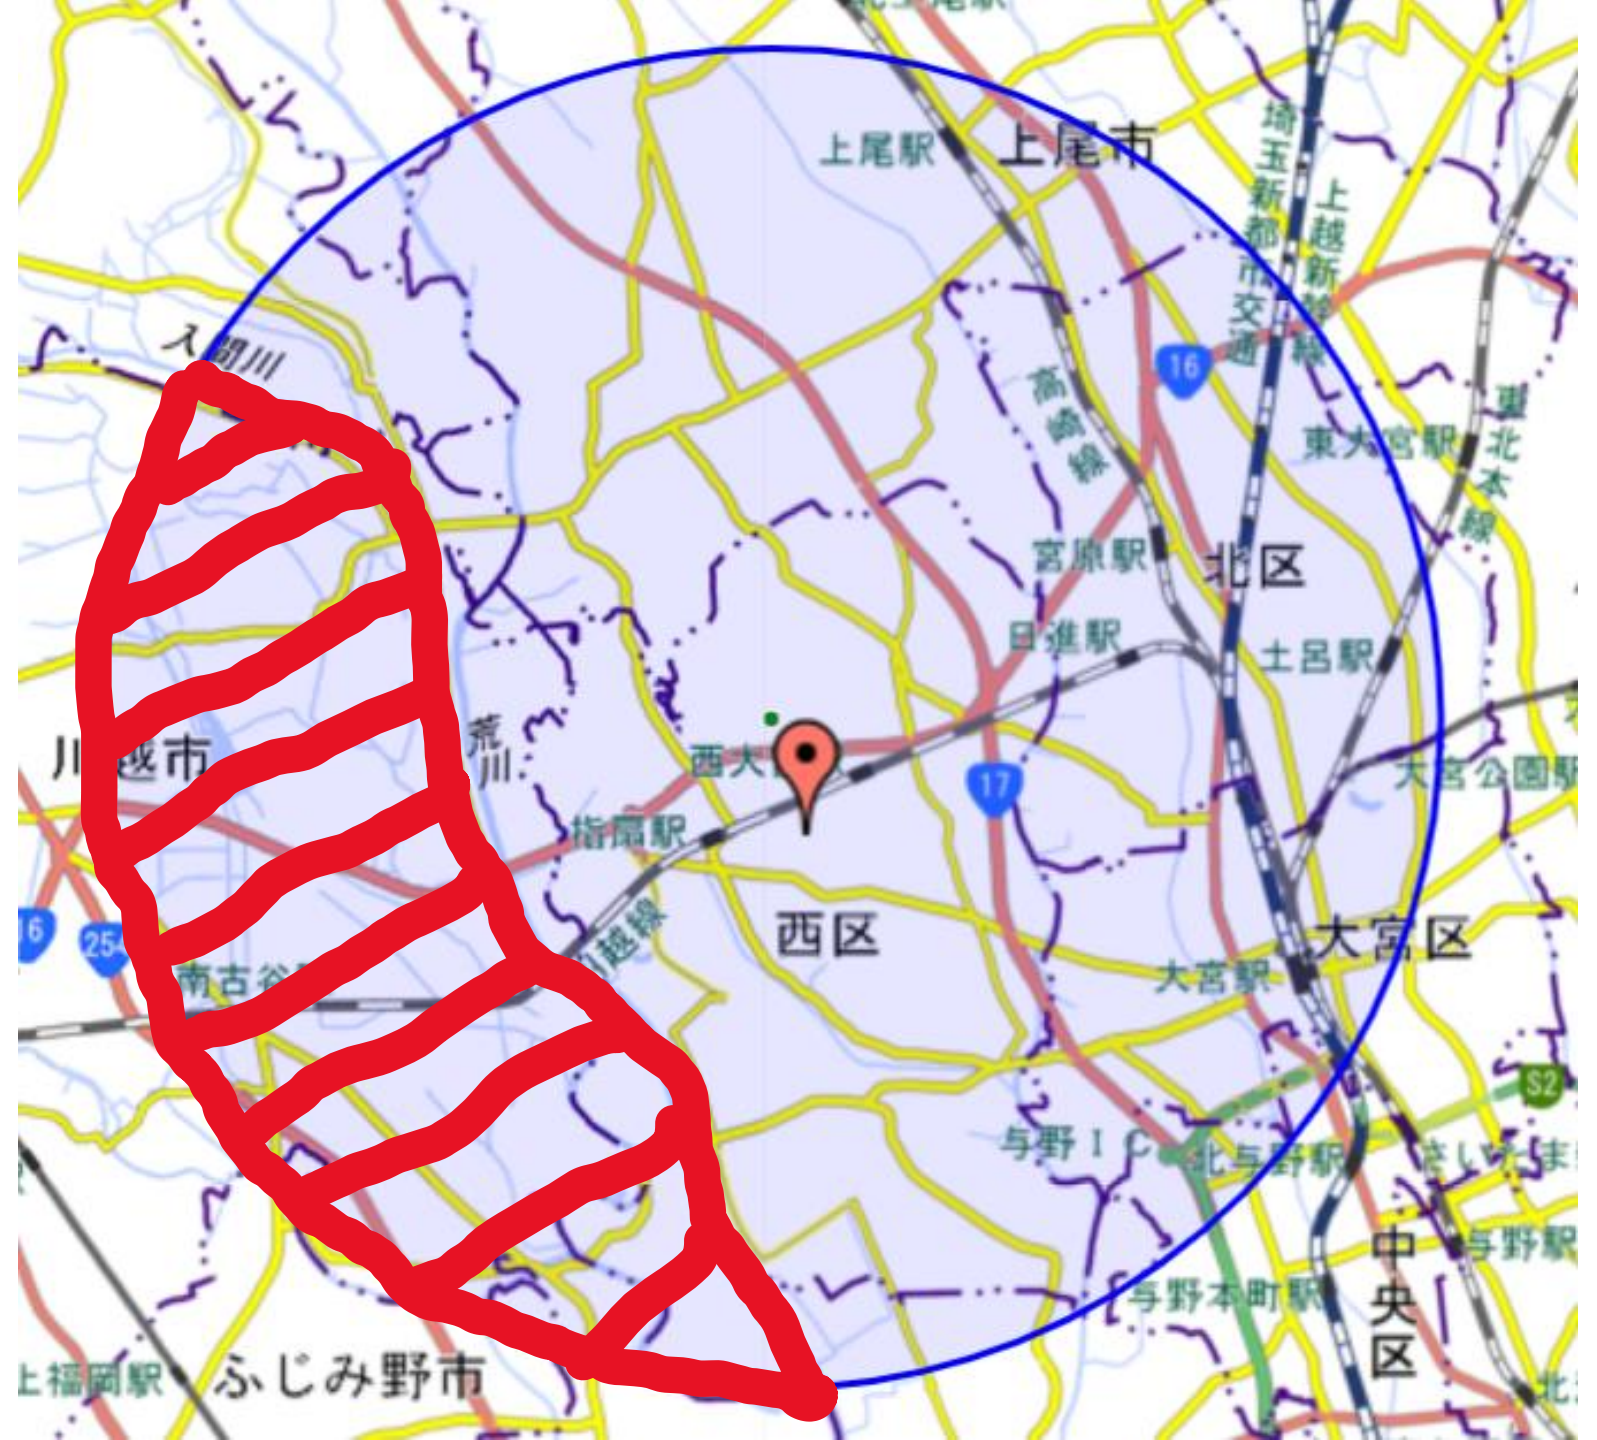 上尾駅
上尾市
埼玉新都市交通
上越新幹線
入間川
16
高崎線
東大宮駅
東北本線
宮原駅
北区
日進駅
土呂駅
荒川
川越市
西大
大宮公園駅
17
指扇駅
16
254
西区
大宮区
南古谷
川越線
大宮駅
S2
与野IC
北与野駅
さいたま
与野駅
中央区
与野本町駅
上福岡駅
ふじみ野市
北